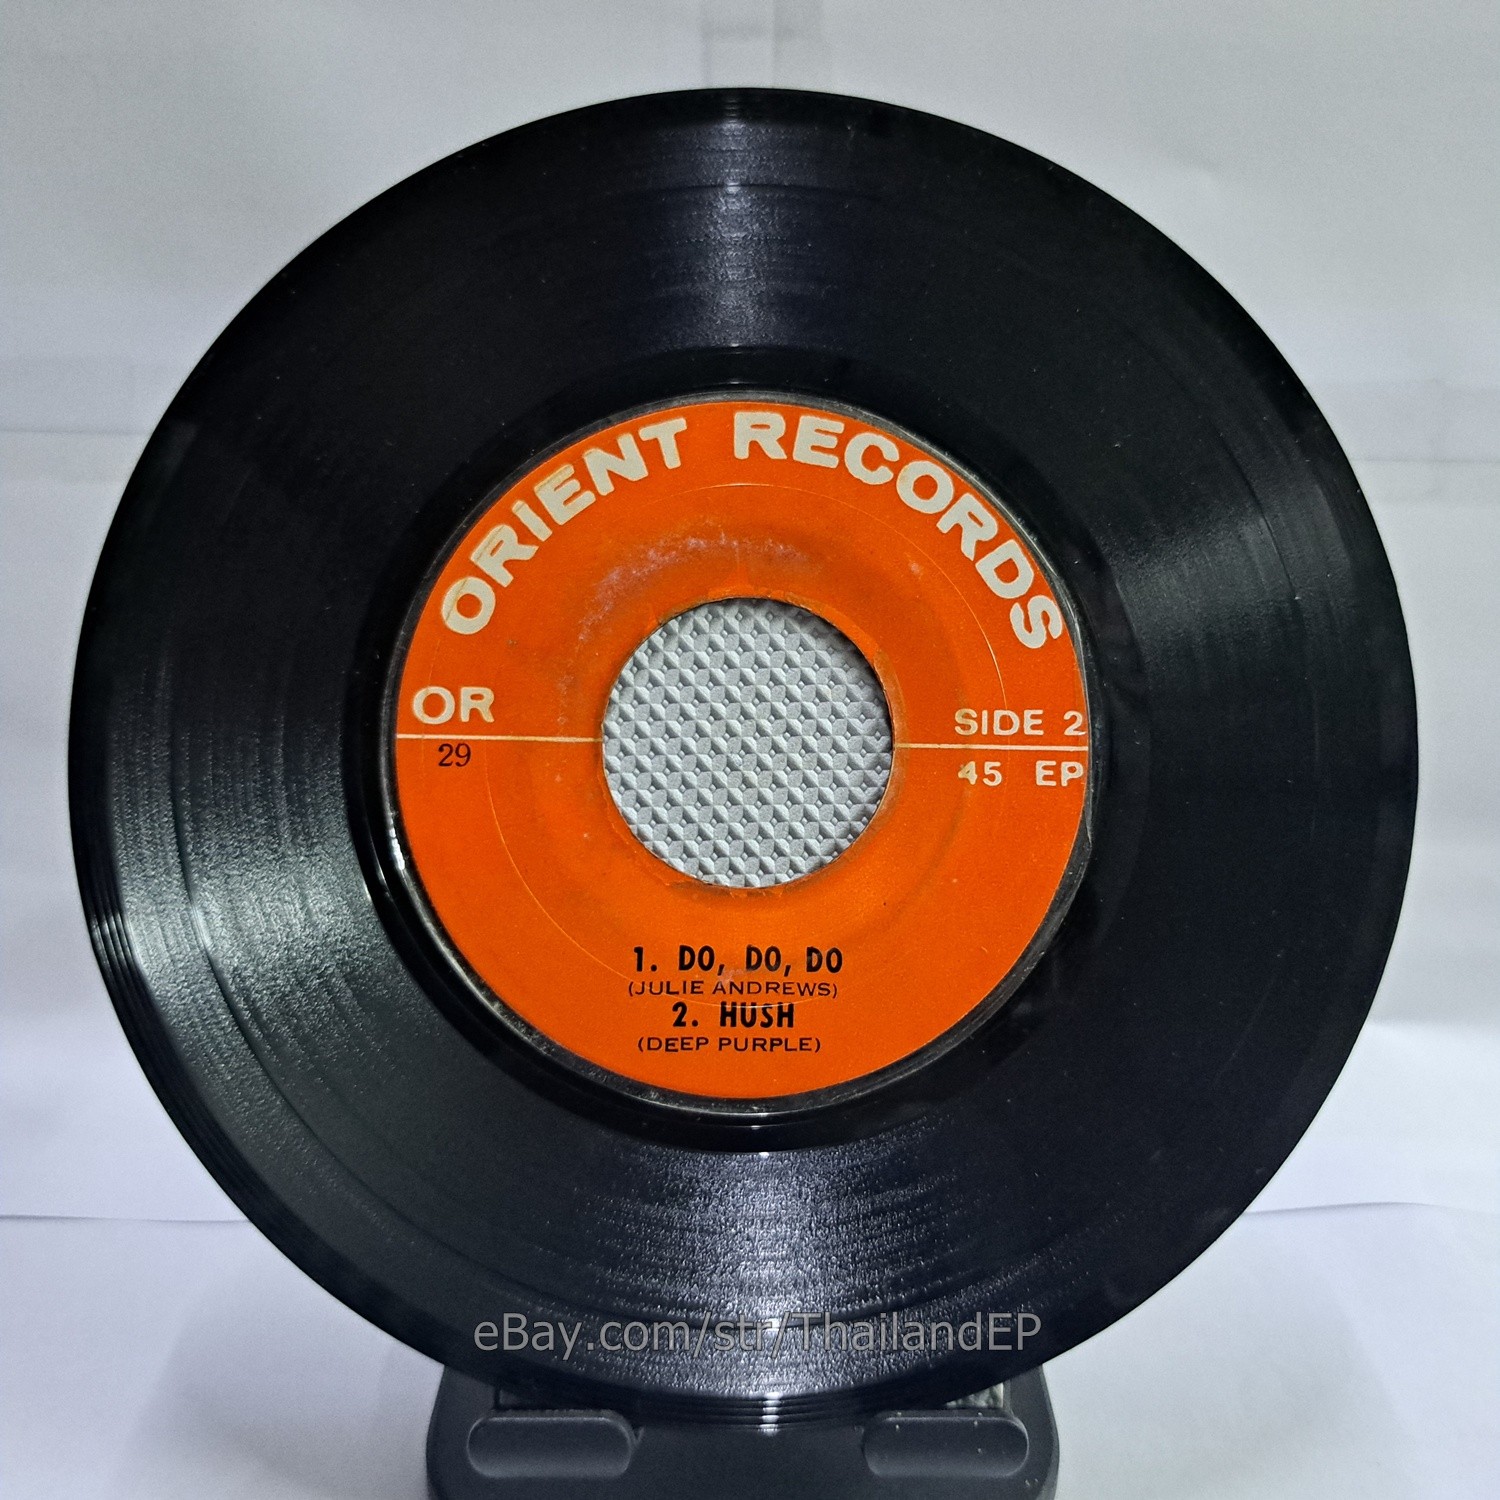 ORIENT RECORDS
OR
29
SIDE 2
45 EP
1. DO, DO, DO
(JULIE ANDREWS)
2. HUSH
(DEEP PURPLE)
eBay.com/str/ThailandEP